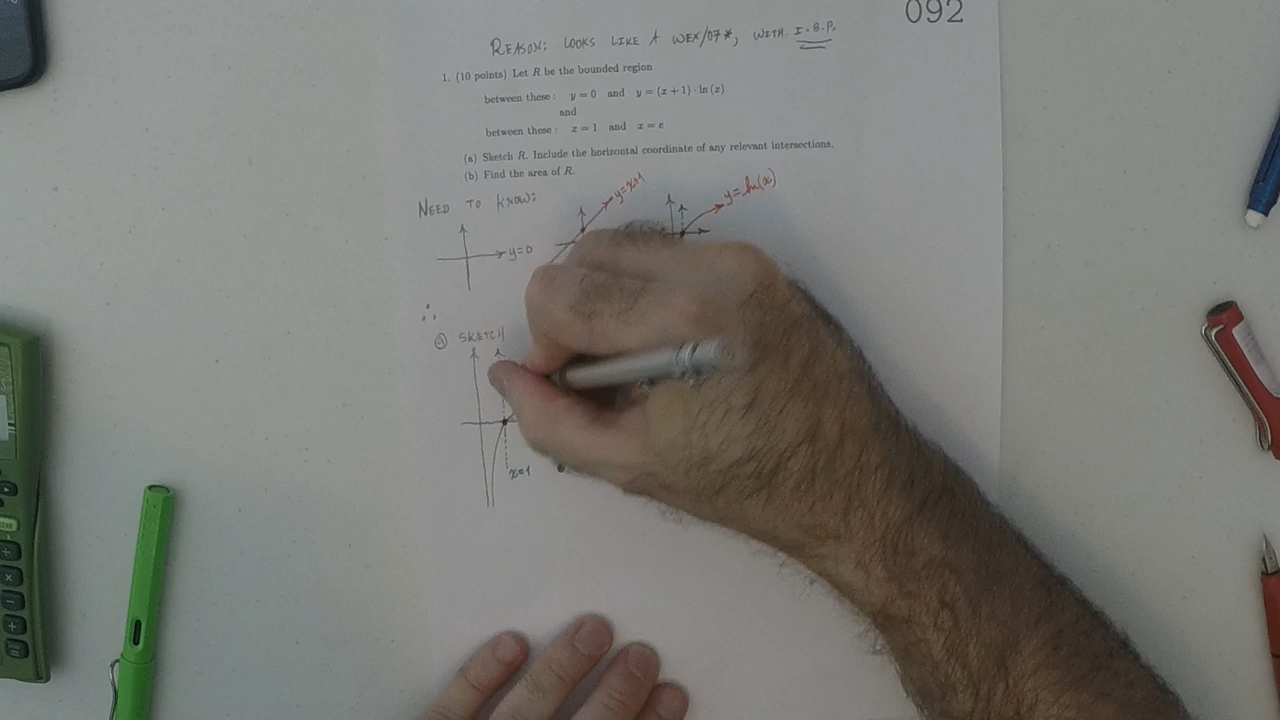 092
REASON: LOOKS LIKE A WEX/07*, WITH I.B.P.
1. (10 points) Let R be the bounded region
between these : y = 0 and y = (x + 1) · ln (x)
and
between these : x = 1 and x = e
(a) Sketch R. Include the horizontal coordinate of any relevant intersections.
(b) Find the area of R.
NEED TO KNOW:
y=0
y=x+1
y=ln(x)
∴
(a) SKETCH
x=1